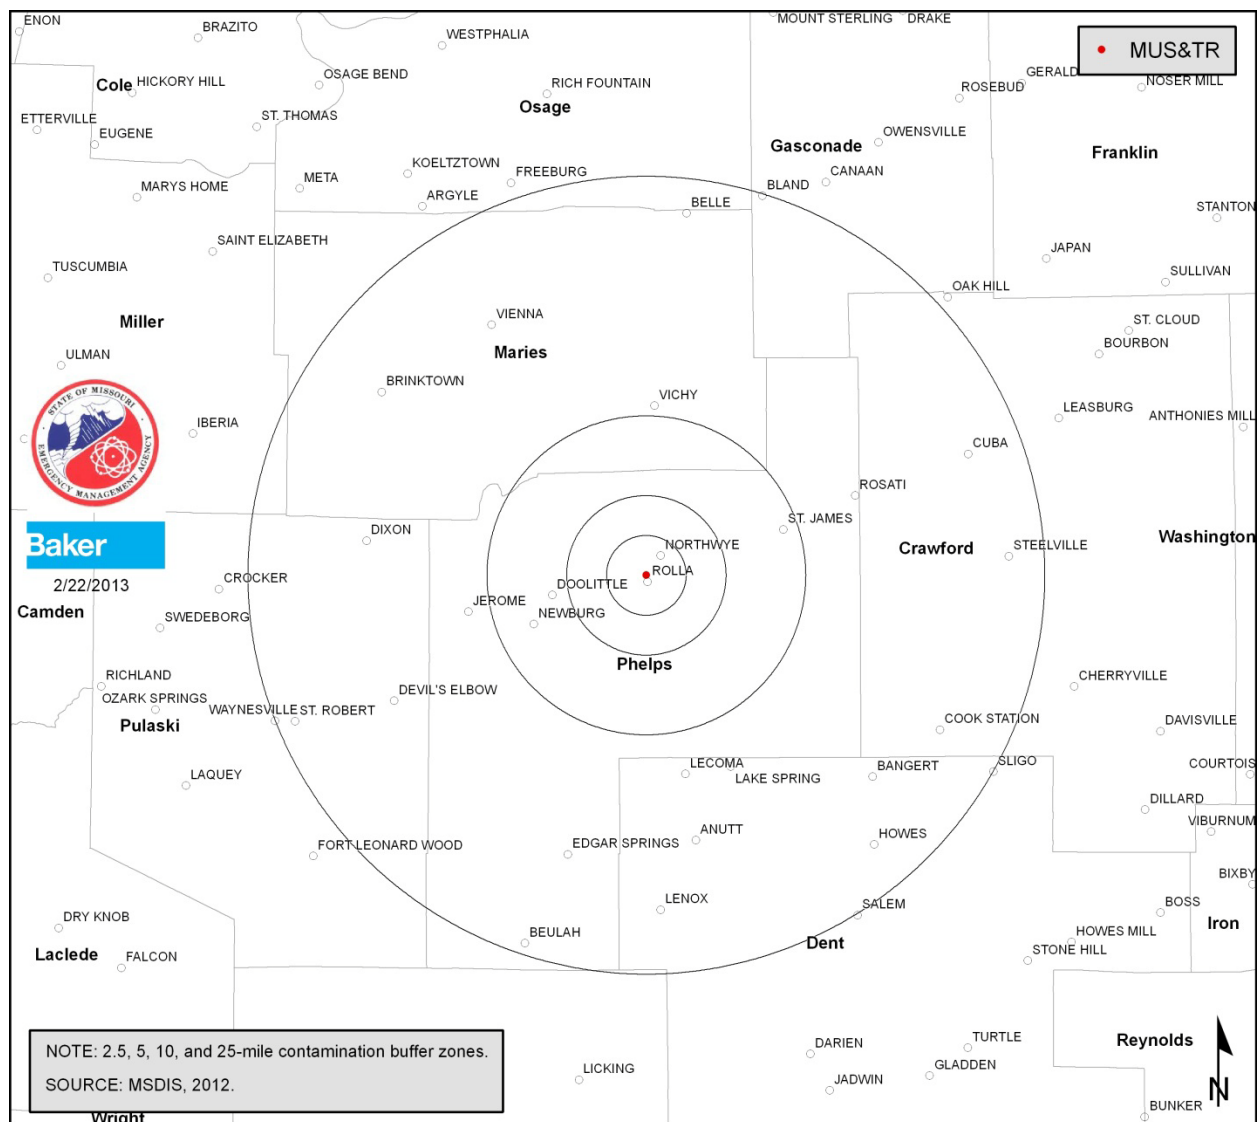 ENON
BRAZITO
WESTPHALIA
MOUNT STERLING
DRAKE
MUS&TR
Cole
HICKORY HILL
OSAGE BEND
RICH FOUNTAIN
Osage
ROSEBUD
GERALD
NOSER MILL
ETTERVILLE
EUGENE
ST. THOMAS
OWENSVILLE
Gasconade
Franklin
KOELTZTOWN
FREEBURG
CANAAN
META
MARYS HOME
ARGYLE
BELLE
BLAND
STANTON
SAINT ELIZABETH
JAPAN
TUSCUMBIA
SULLIVAN
OAK HILL
VIENNA
ST. CLOUD
Miller
Maries
BOURBON
ULMAN
BRINKTOWN
VICHY
LEASBURG
ANTHONIES MILL
STATE OF MISSOURI
EMERGENCY MANAGEMENT AGENCY
IBERIA
CUBA
ROSATI
DIXON
ST. JAMES
Washington
Baker
NORTHWYE
Crawford
STEELVILLE
2/22/2013
CROCKER
ROLLA
DOOLITTLE
Camden
SWEDEBORG
JEROME
NEWBURG
Phelps
RICHLAND
OZARK SPRINGS
DEVIL'S ELBOW
CHERRYVILLE
WAYNESVILLE
ST. ROBERT
COOK STATION
DAVISVILLE
Pulaski
LAQUEY
LECOMA
LAKE SPRING
BANGERT
SLIGO
COURTOIS
DILLARD
VIBURNUM
FORT LEONARD WOOD
EDGAR SPRINGS
ANUTT
HOWES
BIXBY
LENOX
SALEM
BOSS
DRY KNOB
BEULAH
Dent
HOWES MILL
Iron
Laclede
FALCON
STONE HILL
NOTE: 2.5, 5, 10, and 25-mile contamination buffer zones.
SOURCE: MSDIS, 2012.
DARIEN
TURTLE
Reynolds
LICKING
JADWIN
GLADDEN
N
BUNKER
Wright